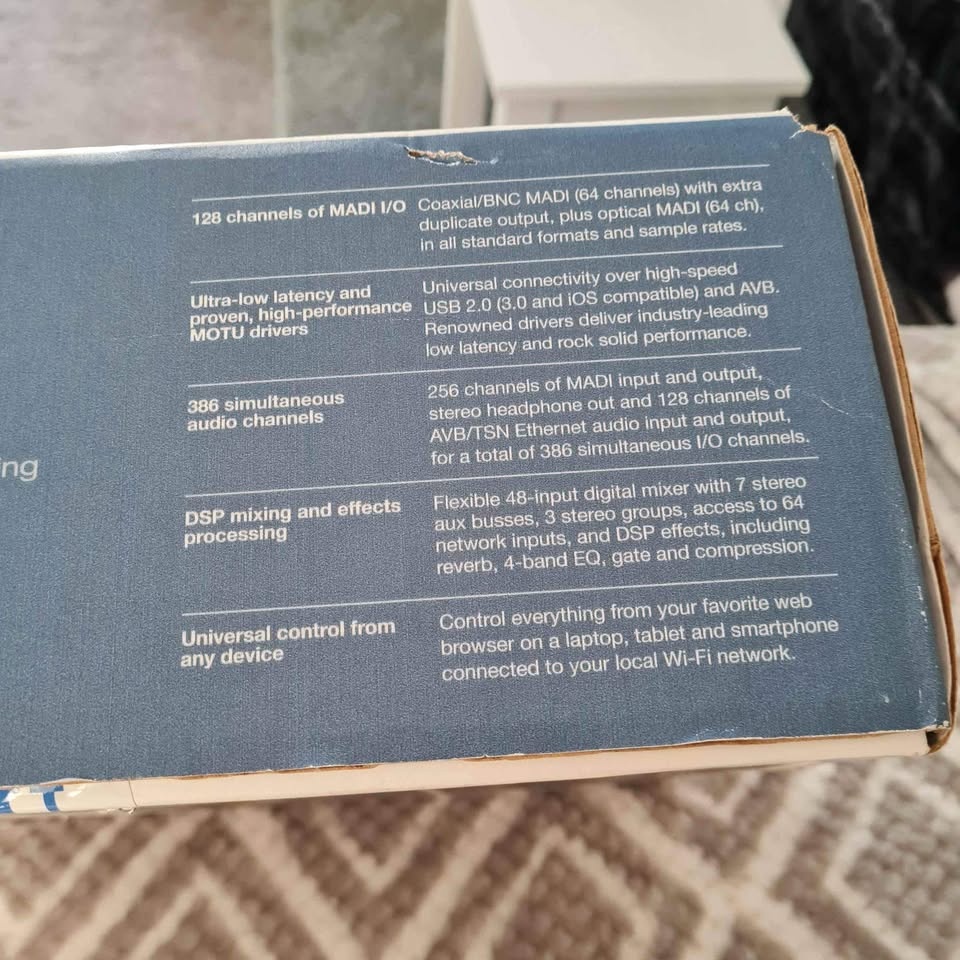 128 channels of MADI I/O
Coaxial/BNC MADI (64 channels) with extra
duplicate output, plus optical MADI (64 ch),
in all standard formats and sample rates.
Ultra-low latency and
proven, high-performance
MOTU drivers
Universal connectivity over high-speed
USB 2.0 (3.0 and iOS compatible) and AVB.
Renowned drivers deliver industry-leading
low latency and rock solid performance.
386 simultaneous
audio channels
256 channels of MADI input and output,
stereo headphone out and 128 channels of
AVB/TSN Ethernet audio input and output,
for a total of 386 simultaneous I/O channels.
ing
DSP mixing and effects
processing
Flexible 48-input digital mixer with 7 stereo
aux busses, 3 stereo groups, access to 64
network inputs, and DSP effects, including
reverb, 4-band EQ, gate and compression.
Universal control from
any device
Control everything from your favorite web
browser on a laptop, tablet and smartphone
connected to your local Wi-Fi network.